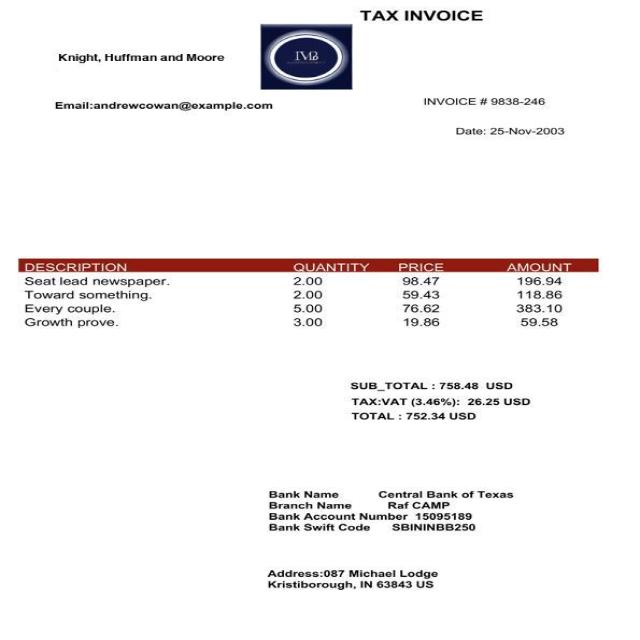 TAX INVOICE
Knight, Huffman and Moore
Email:andrewcowan@example.com
INVOICE # 9838-246
Date: 25-Nov-2003
DESCRIPTION QUANTITY PRICE AMOUNT
Seat lead newspaper. 2.00 98.47 196.94
Toward something. 2.00 59.43 118.86
Every couple. 5.00 76.62 383.10
Growth prove. 3.00 19.86 59.58
SUB_TOTAL : 758.48 USD
TAX:VAT (3.46%): 26.25 USD
TOTAL : 752.34 USD
Bank Name Central Bank of Texas
Branch Name Raf CAMP
Bank Account Number 15095189
Bank Swift Code SBININBB250
Address:087 Michael Lodge
Kristiborough, IN 63843 US